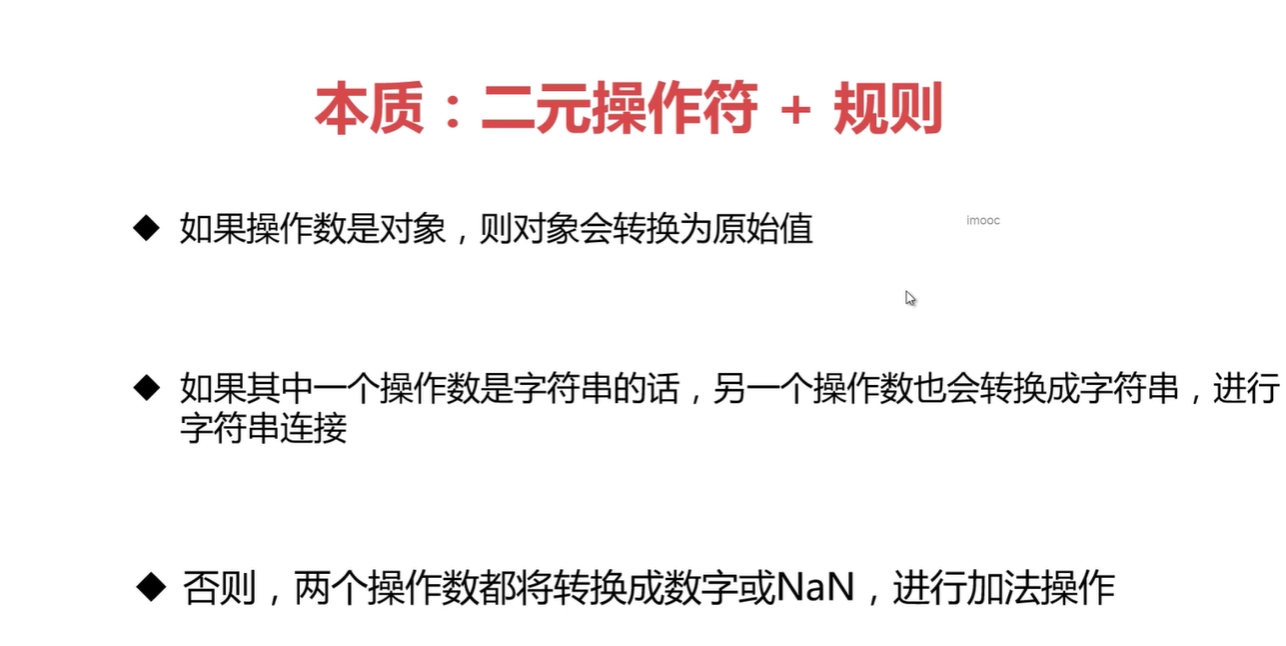 本质：二元操作符 + 规则
◆ 如果操作数是对象，则对象会转换为原始值
imooc
◆ 如果其中一个操作数是字符串的话，另一个操作数也会转换成字符串，进行
字符串连接
◆ 否则，两个操作数都将转换成数字或NaN，进行加法操作